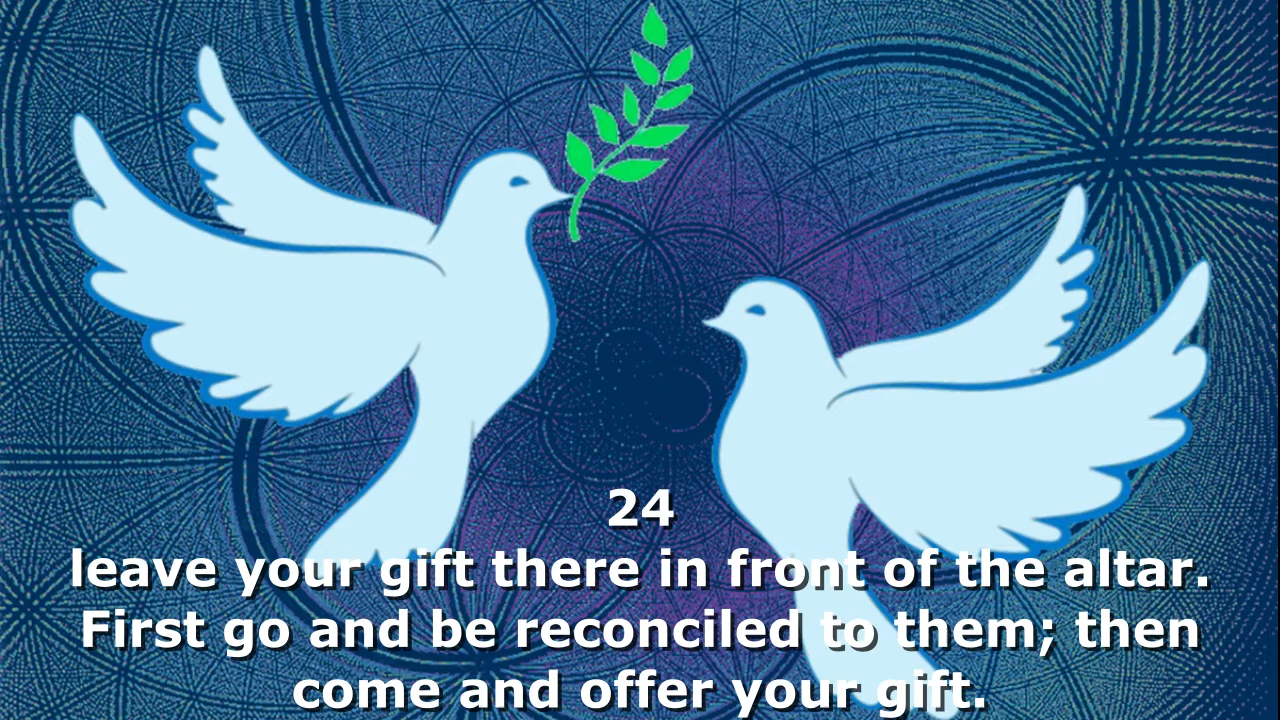 24
leave your gift there in front of the altar.
First go and be reconciled to them; then
come and offer your gift.